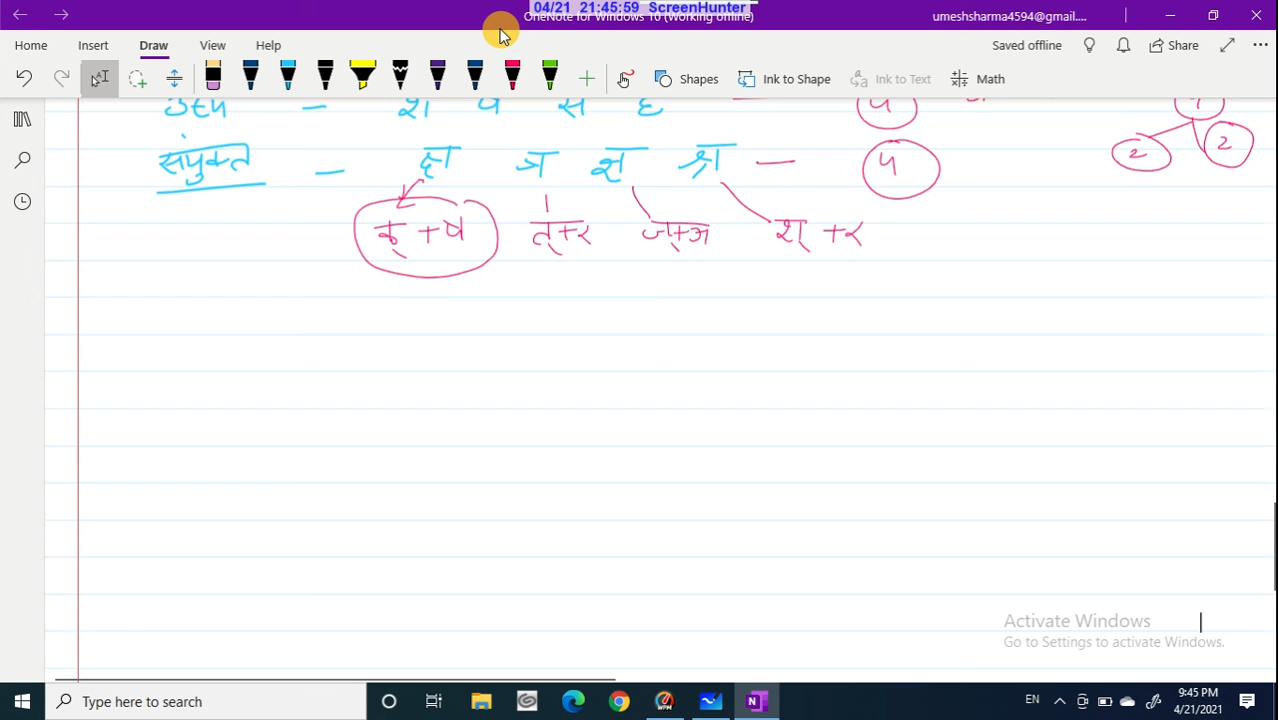 04/21 21:45:59 ScreenHunter
OneNote for Windows 10 (Working offline)
umeshsharma4594@gmail....
Home Insert Draw View Help
Saved offline Share
Shapes Ink to Shape Ink to Text Math
श ष स ह — 4
2 2
संयुक्त — क्ष त्र ज्ञ श्र — 4
क्+ष त्+र ज्+ञ श्+र
Activate Windows
Go to Settings to activate Windows.
Type here to search
EN 9:45 PM
4/21/2021